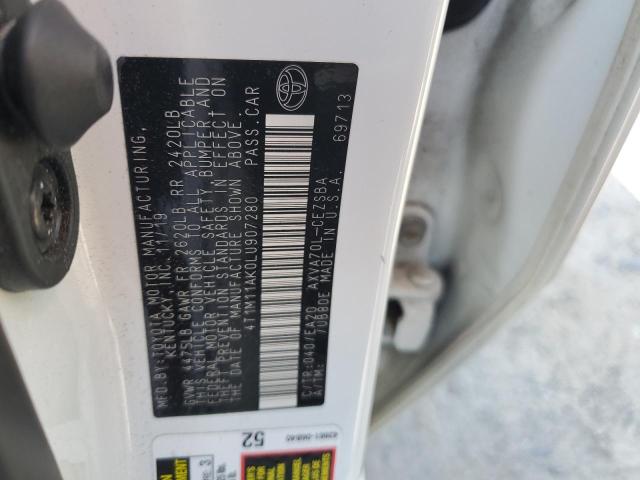 MFD.BY:TOYOTA MOTOR MANUFACTURING,
KENTUCKY, INC. 11/19
GVWR 4475LB GAWR FR 2620LB RR 2420LB
THIS VEHICLE CONFORMS TO ALL APPLICABLE
FEDERAL MOTOR VEHICLE SAFETY, BUMPER, AND
THEFT PREVENTION STANDARDS IN EFFECT ON
THE DATE OF MANUFACTURE SHOWN ABOVE.
4T1M11AK0LU907280 PASS.CAR
C/TR:040/EA20 AXVA70L-CEZSBA
A/TM: /UB80E MADE IN U.S.A. 69713
52